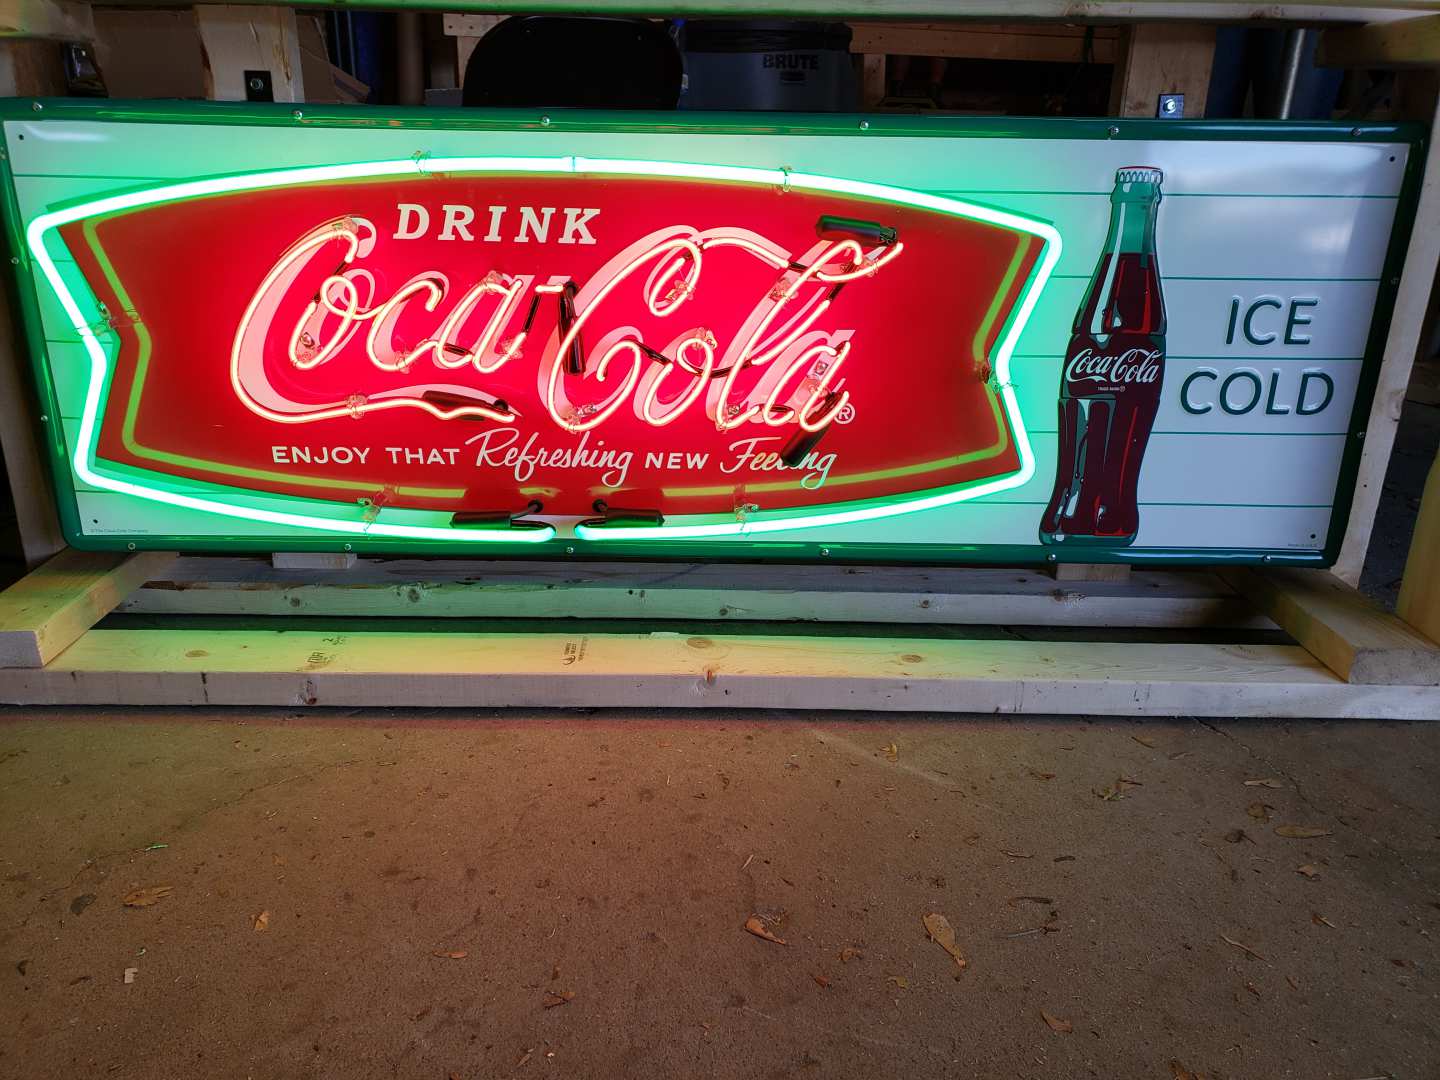 BRUTE
DRINK
Coca-Cola®
ENJOY THAT Refreshing NEW Feeling
Coca-Cola
ICE
COLD